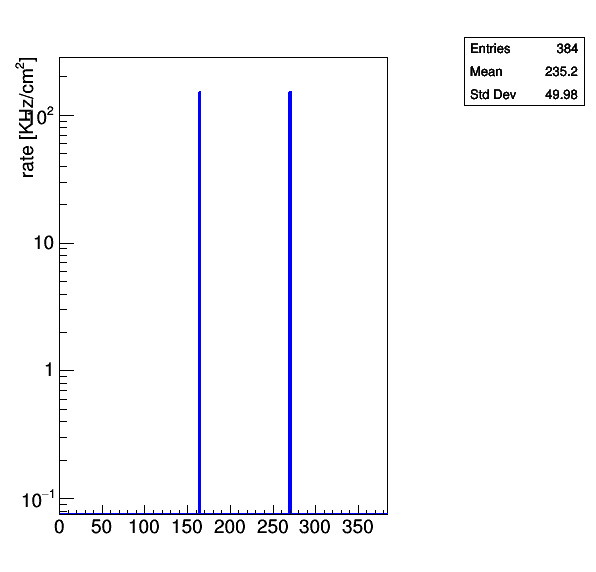 Entries 384
Mean 235.2
Std Dev 49.98
rate [KHz/cm²]
10²
10
1
10⁻¹
0 50 100 150 200 250 300 350